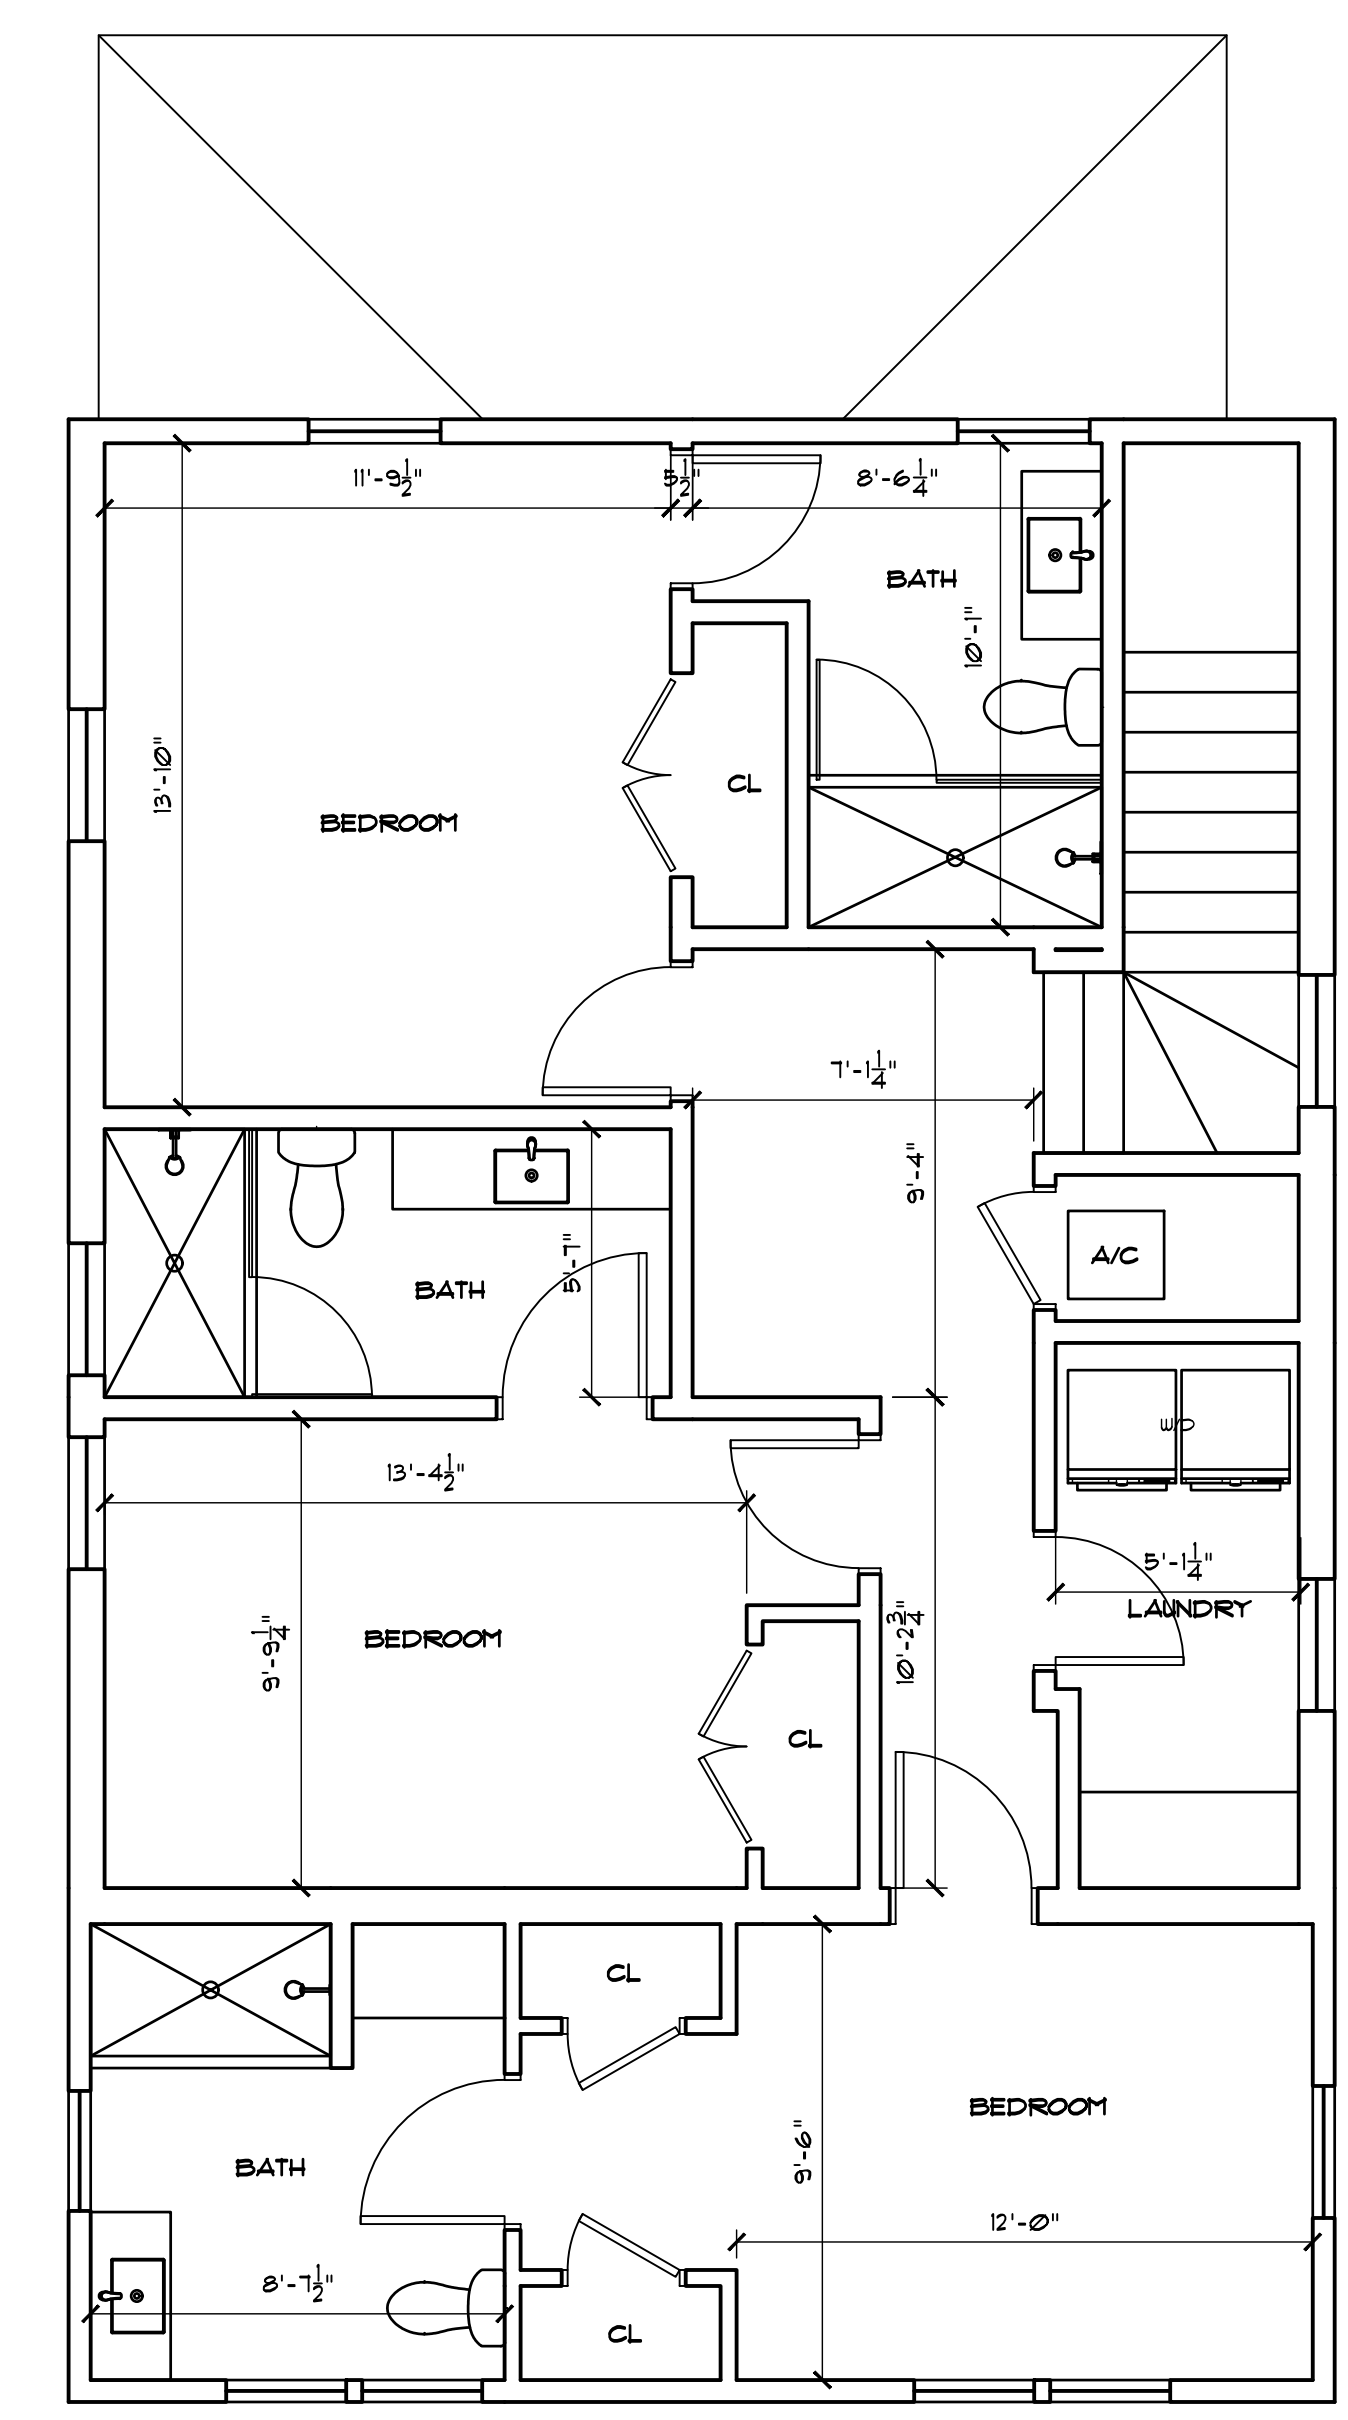 11'-9 1/2"
5 1/2"
8'-6 1/4"
BATH
10'-1"
13'-10"
CL
BEDROOM
7'-1 1/4"
9'-4"
A/C
5'-7"
BATH
W/D
13'-4 1/2"
5'-1 1/4"
LAUNDRY
9'-9 1/4"
BEDROOM
10'-2 3/4"
CL
CL
BEDROOM
9'-6"
BATH
12'-0"
8'-7 1/2"
CL